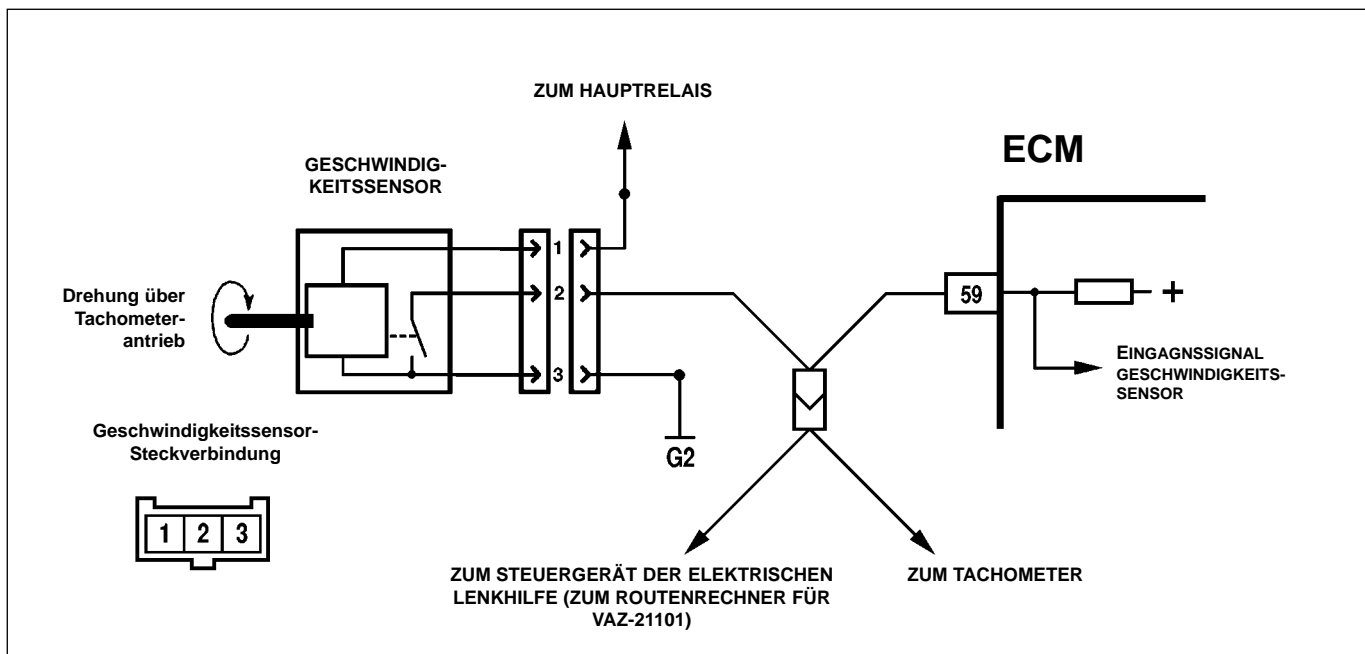 ZUM HAUPTRELAIS
ECM
GESCHWINDIG-
KEITSSENSOR
1
2
3
59
+
Drehung über
Tachometer-
antrieb
EINGAGNSSIGNAL
GESCHWINDIGKEITS-
SENSOR
G2
Geschwindigkeitssensor-
Steckverbindung
1 2 3
ZUM STEUERGERÄT DER ELEKTRISCHEN
LENKHILFE (ZUM ROUTENRECHNER FÜR
VAZ-21101)
ZUM TACHOMETER